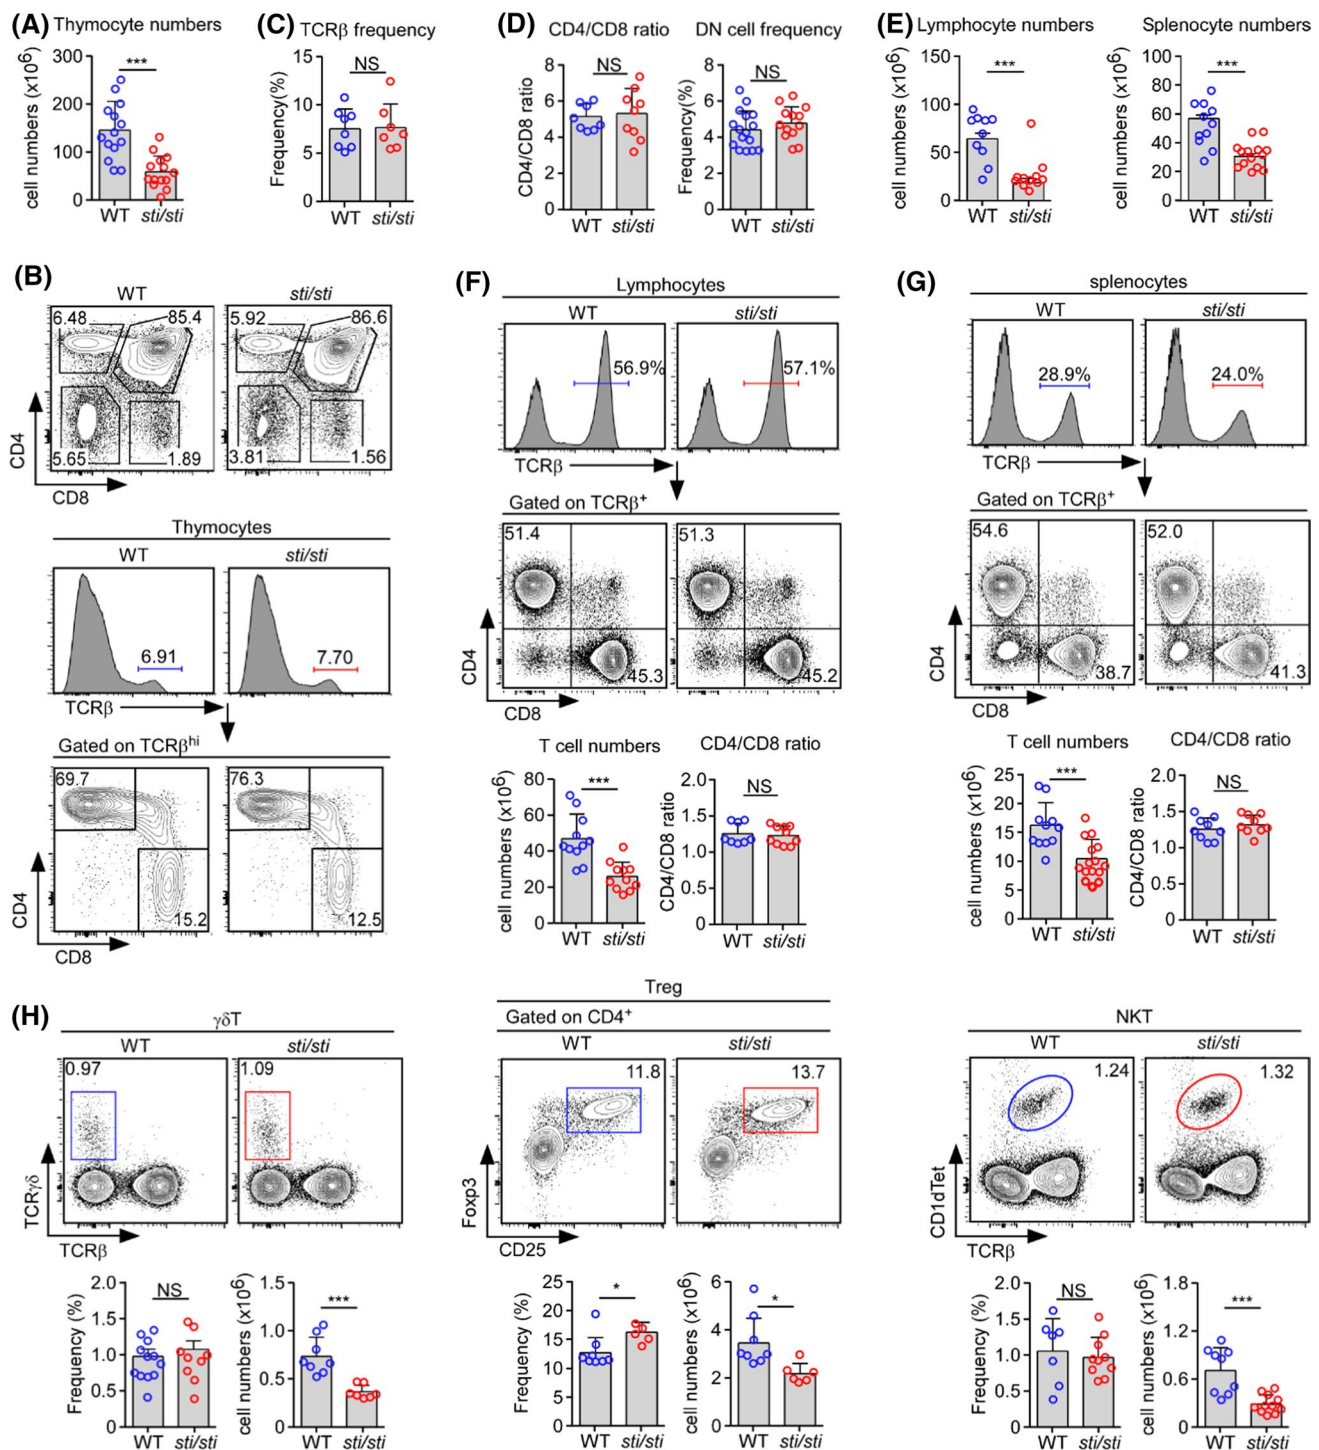 (A) Thymocyte numbers
cell numbers (x10⁶)
300
200
100
0
***
WT sti/sti
(C) TCRβ frequency
Frequency(%)
15
10
5
0
NS
WT sti/sti
(D) CD4/CD8 ratio
CD4/CD8 ratio
8
6
4
2
0
NS
WT sti/sti
DN cell frequency
Frequency(%)
8
6
4
2
0
NS
WT sti/sti
(E) Lymphocyte numbers
cell numbers (x10⁶)
150
100
50
0
***
WT sti/sti
Splenocyte numbers
cell numbers (x10⁶)
100
80
60
40
20
0
***
WT sti/sti
(B)
WT sti/sti
6.48 85.4 5.92 86.6
5.65 1.89 3.81 1.56
CD4
CD8
Thymocytes
WT sti/sti
6.91 7.70
TCRβ
Gated on TCRβhi
69.7 76.3
15.2 12.5
CD4
CD8
(F) Lymphocytes
WT sti/sti
56.9% 57.1%
TCRβ
Gated on TCRβ⁺
51.4 51.3
45.3 45.2
CD4
CD8
T cell numbers
cell numbers (x10⁶)
80
60
40
20
0
***
WT sti/sti
CD4/CD8 ratio
CD4/CD8 ratio
2.0
1.5
1.0
0.5
0
NS
WT sti/sti
(G) splenocytes
WT sti/sti
28.9% 24.0%
TCRβ
Gated on TCRβ⁺
54.6 52.0
38.7 41.3
CD4
CD8
T cell numbers
cell numbers (x10⁶)
25
20
15
10
5
0
***
WT sti/sti
CD4/CD8 ratio
CD4/CD8 ratio
2.0
1.5
1.0
0.5
0
NS
WT sti/sti
(H) γδT
WT sti/sti
0.97 1.09
TCRγδ
TCRβ
Frequency (%)
2.0
1.5
1.0
0.5
0
NS
WT sti/sti
cell numbers (x10⁶)
1.5
1.0
0.5
0
***
WT sti/sti
Treg
Gated on CD4⁺
WT sti/sti
11.8 13.7
Foxp3
CD25
Frequency (%)
25
20
15
10
5
0
*
WT sti/sti
cell numbers (x10⁶)
6
4
2
0
*
WT sti/sti
NKT
WT sti/sti
1.24 1.32
CD1dTet
TCRβ
Frequency (%)
2.0
1.5
1.0
0.5
0
NS
WT sti/sti
cell numbers (x10⁶)
1.8
1.2
0.6
0
***
WT sti/sti